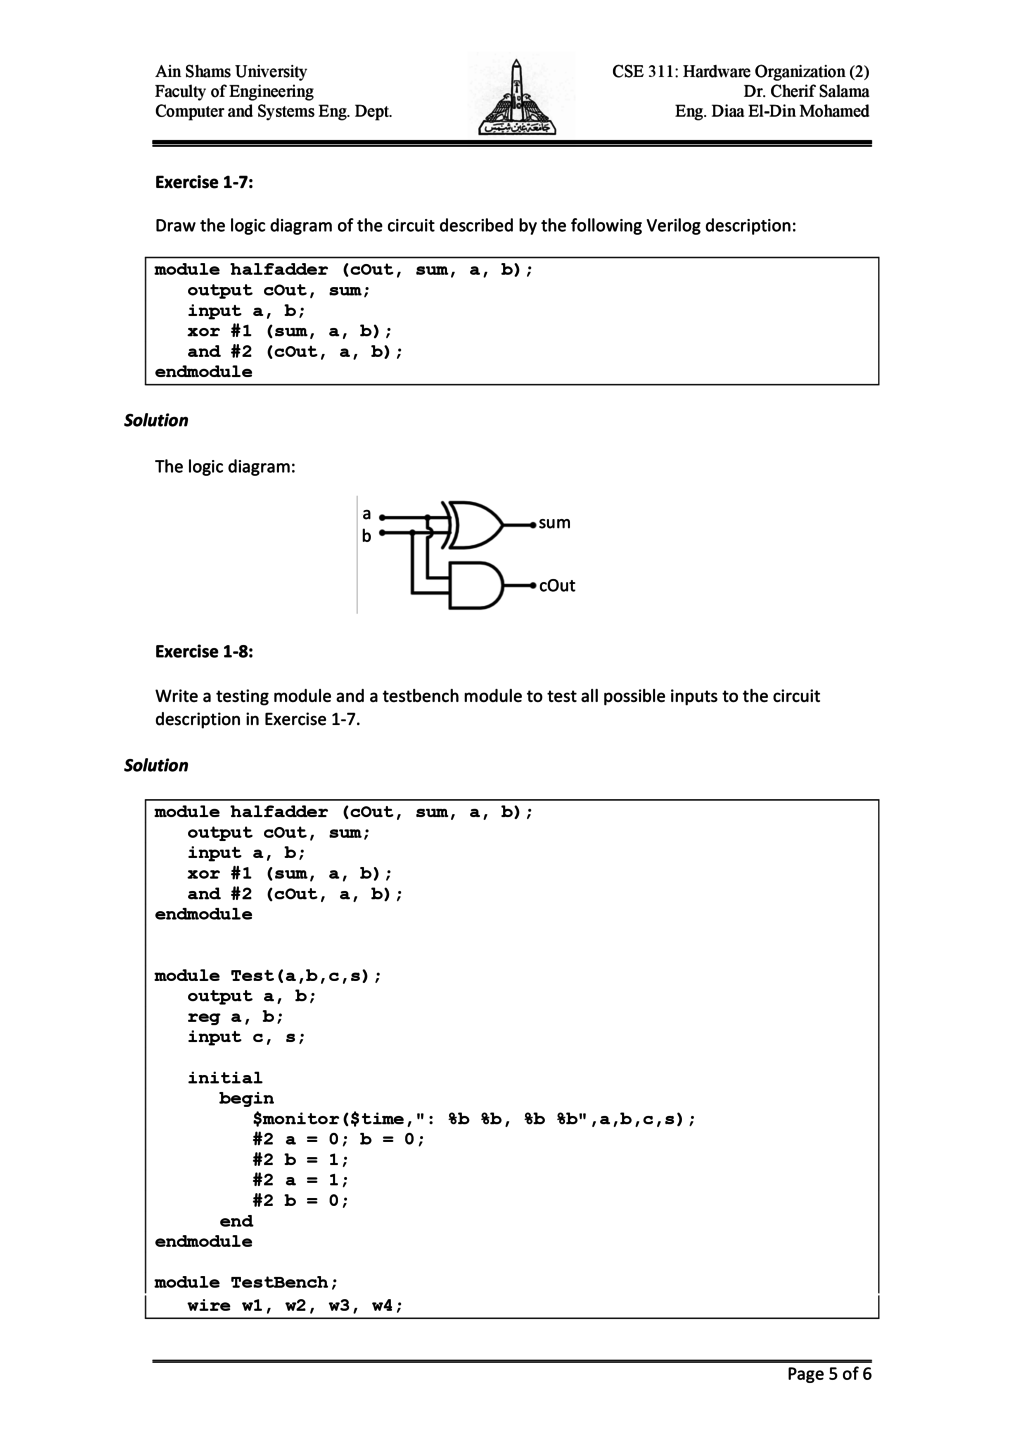 Ain Shams University
Faculty of Engineering
Computer and Systems Eng. Dept.
جامعة عين شمس
CSE 311: Hardware Organization (2)
Dr. Cherif Salama
Eng. Diaa El-Din Mohamed
Exercise 1-7:
Draw the logic diagram of the circuit described by the following Verilog description:
module halfadder (cOut, sum, a, b);
   output cOut, sum;
   input a, b;
   xor #1 (sum, a, b);
   and #2 (cOut, a, b);
endmodule
Solution
The logic diagram:
a
b
sum
cOut
Exercise 1-8:
Write a testing module and a testbench module to test all possible inputs to the circuit
description in Exercise 1-7.
Solution
module halfadder (cOut, sum, a, b);
   output cOut, sum;
   input a, b;
   xor #1 (sum, a, b);
   and #2 (cOut, a, b);
endmodule
module Test(a,b,c,s);
   output a, b;
   reg a, b;
   input c, s;
   initial
      begin
         $monitor($time,": %b %b, %b %b",a,b,c,s);
         #2 a = 0; b = 0;
         #2 b = 1;
         #2 a = 1;
         #2 b = 0;
      end
endmodule
module TestBench;
   wire w1, w2, w3, w4;
Page 5 of 6